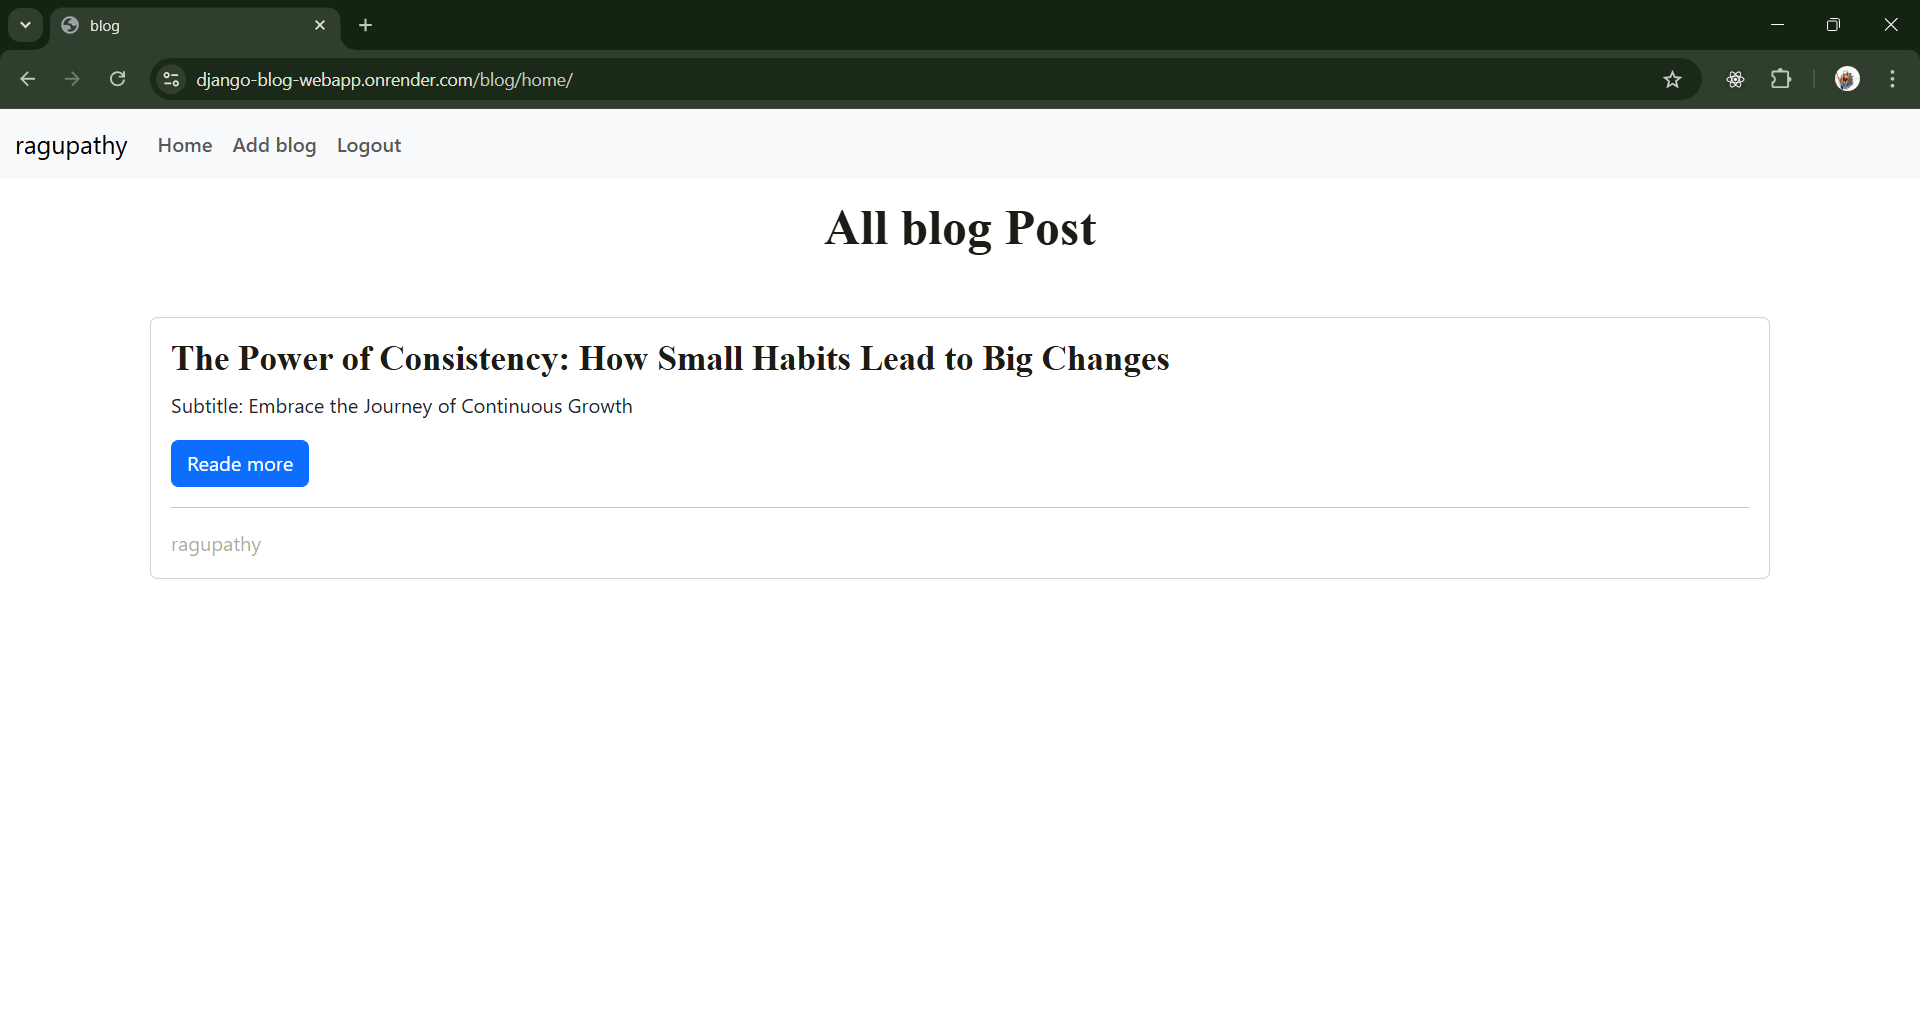 blog
django-blog-webapp.onrender.com/blog/home/
ragupathy Home Add blog Logout
All blog Post
The Power of Consistency: How Small Habits Lead to Big Changes
Subtitle: Embrace the Journey of Continuous Growth
Reade more
ragupathy